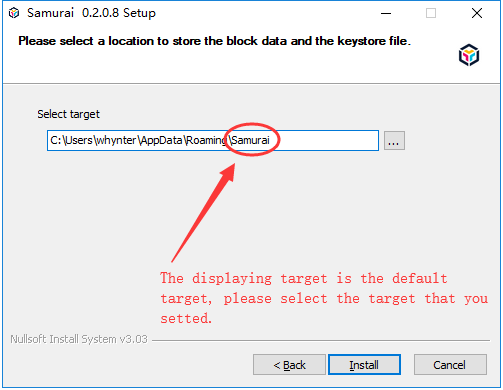 Samurai 0.2.0.8 Setup
Please select a location to store the block data and the keystore file.
Select target
C:\Users\whynter\AppData\Roaming\Samurai
...
The displaying target is the default
target, please select the target that you
setted.
Nullsoft Install System v3.03
< Back
Install
Cancel